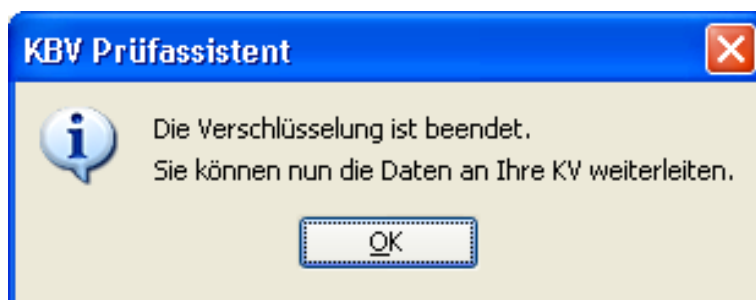 KBV Prüfassistent
Die Verschlüsselung ist beendet.
Sie können nun die Daten an Ihre KV weiterleiten.
OK